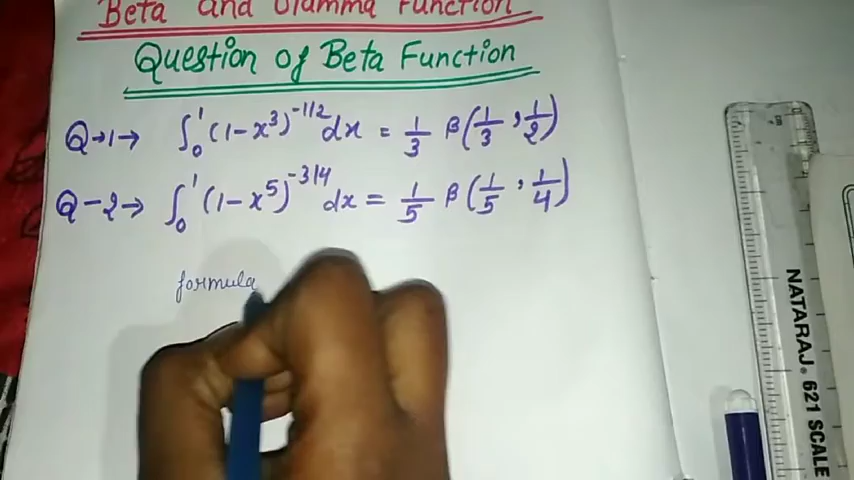 Beta and Glamma Function
Question of Beta Function
Q→1→ ∫₀¹ (1-x³)^-1/2 dx = 1/3 β(1/3, 1/2)
Q-2→ ∫₀¹ (1-x⁵)^-3/4 dx = 1/5 β(1/5, 1/4)
formula
NATARAJ® 621 SCALE